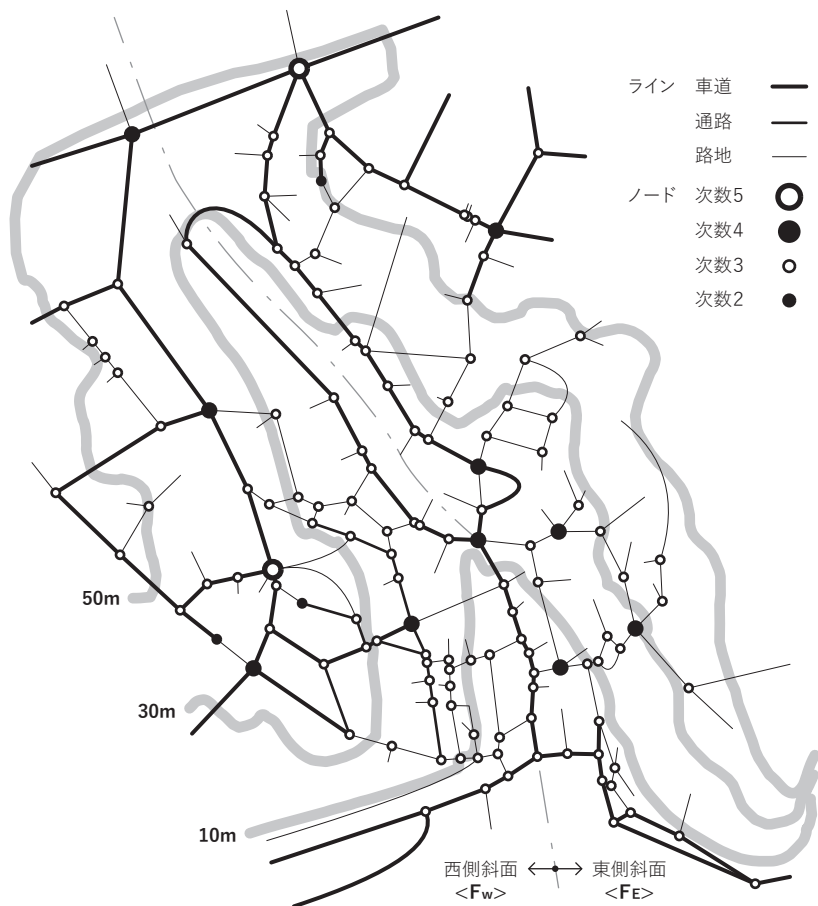 ライン 車道
通路
路地
ノード 次数5
次数4
次数3
次数2
50m
30m
10m
西側斜面 東側斜面
<Fw> <FE>